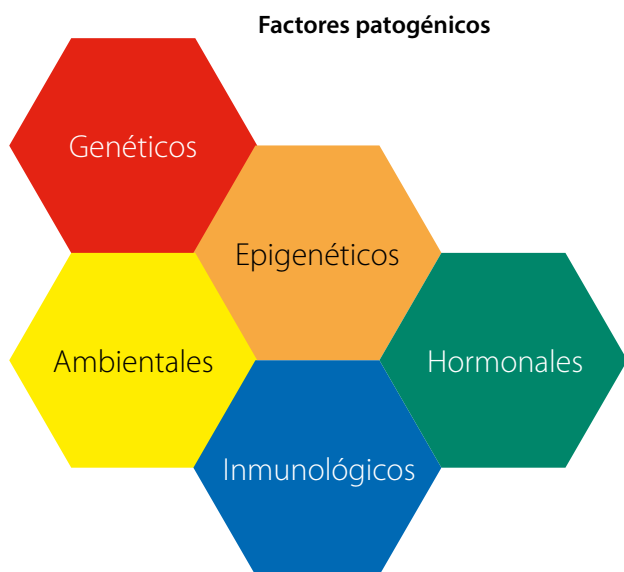 Factores patogénicos
Genéticos
Epigenéticos
Ambientales
Hormonales
Inmunológicos